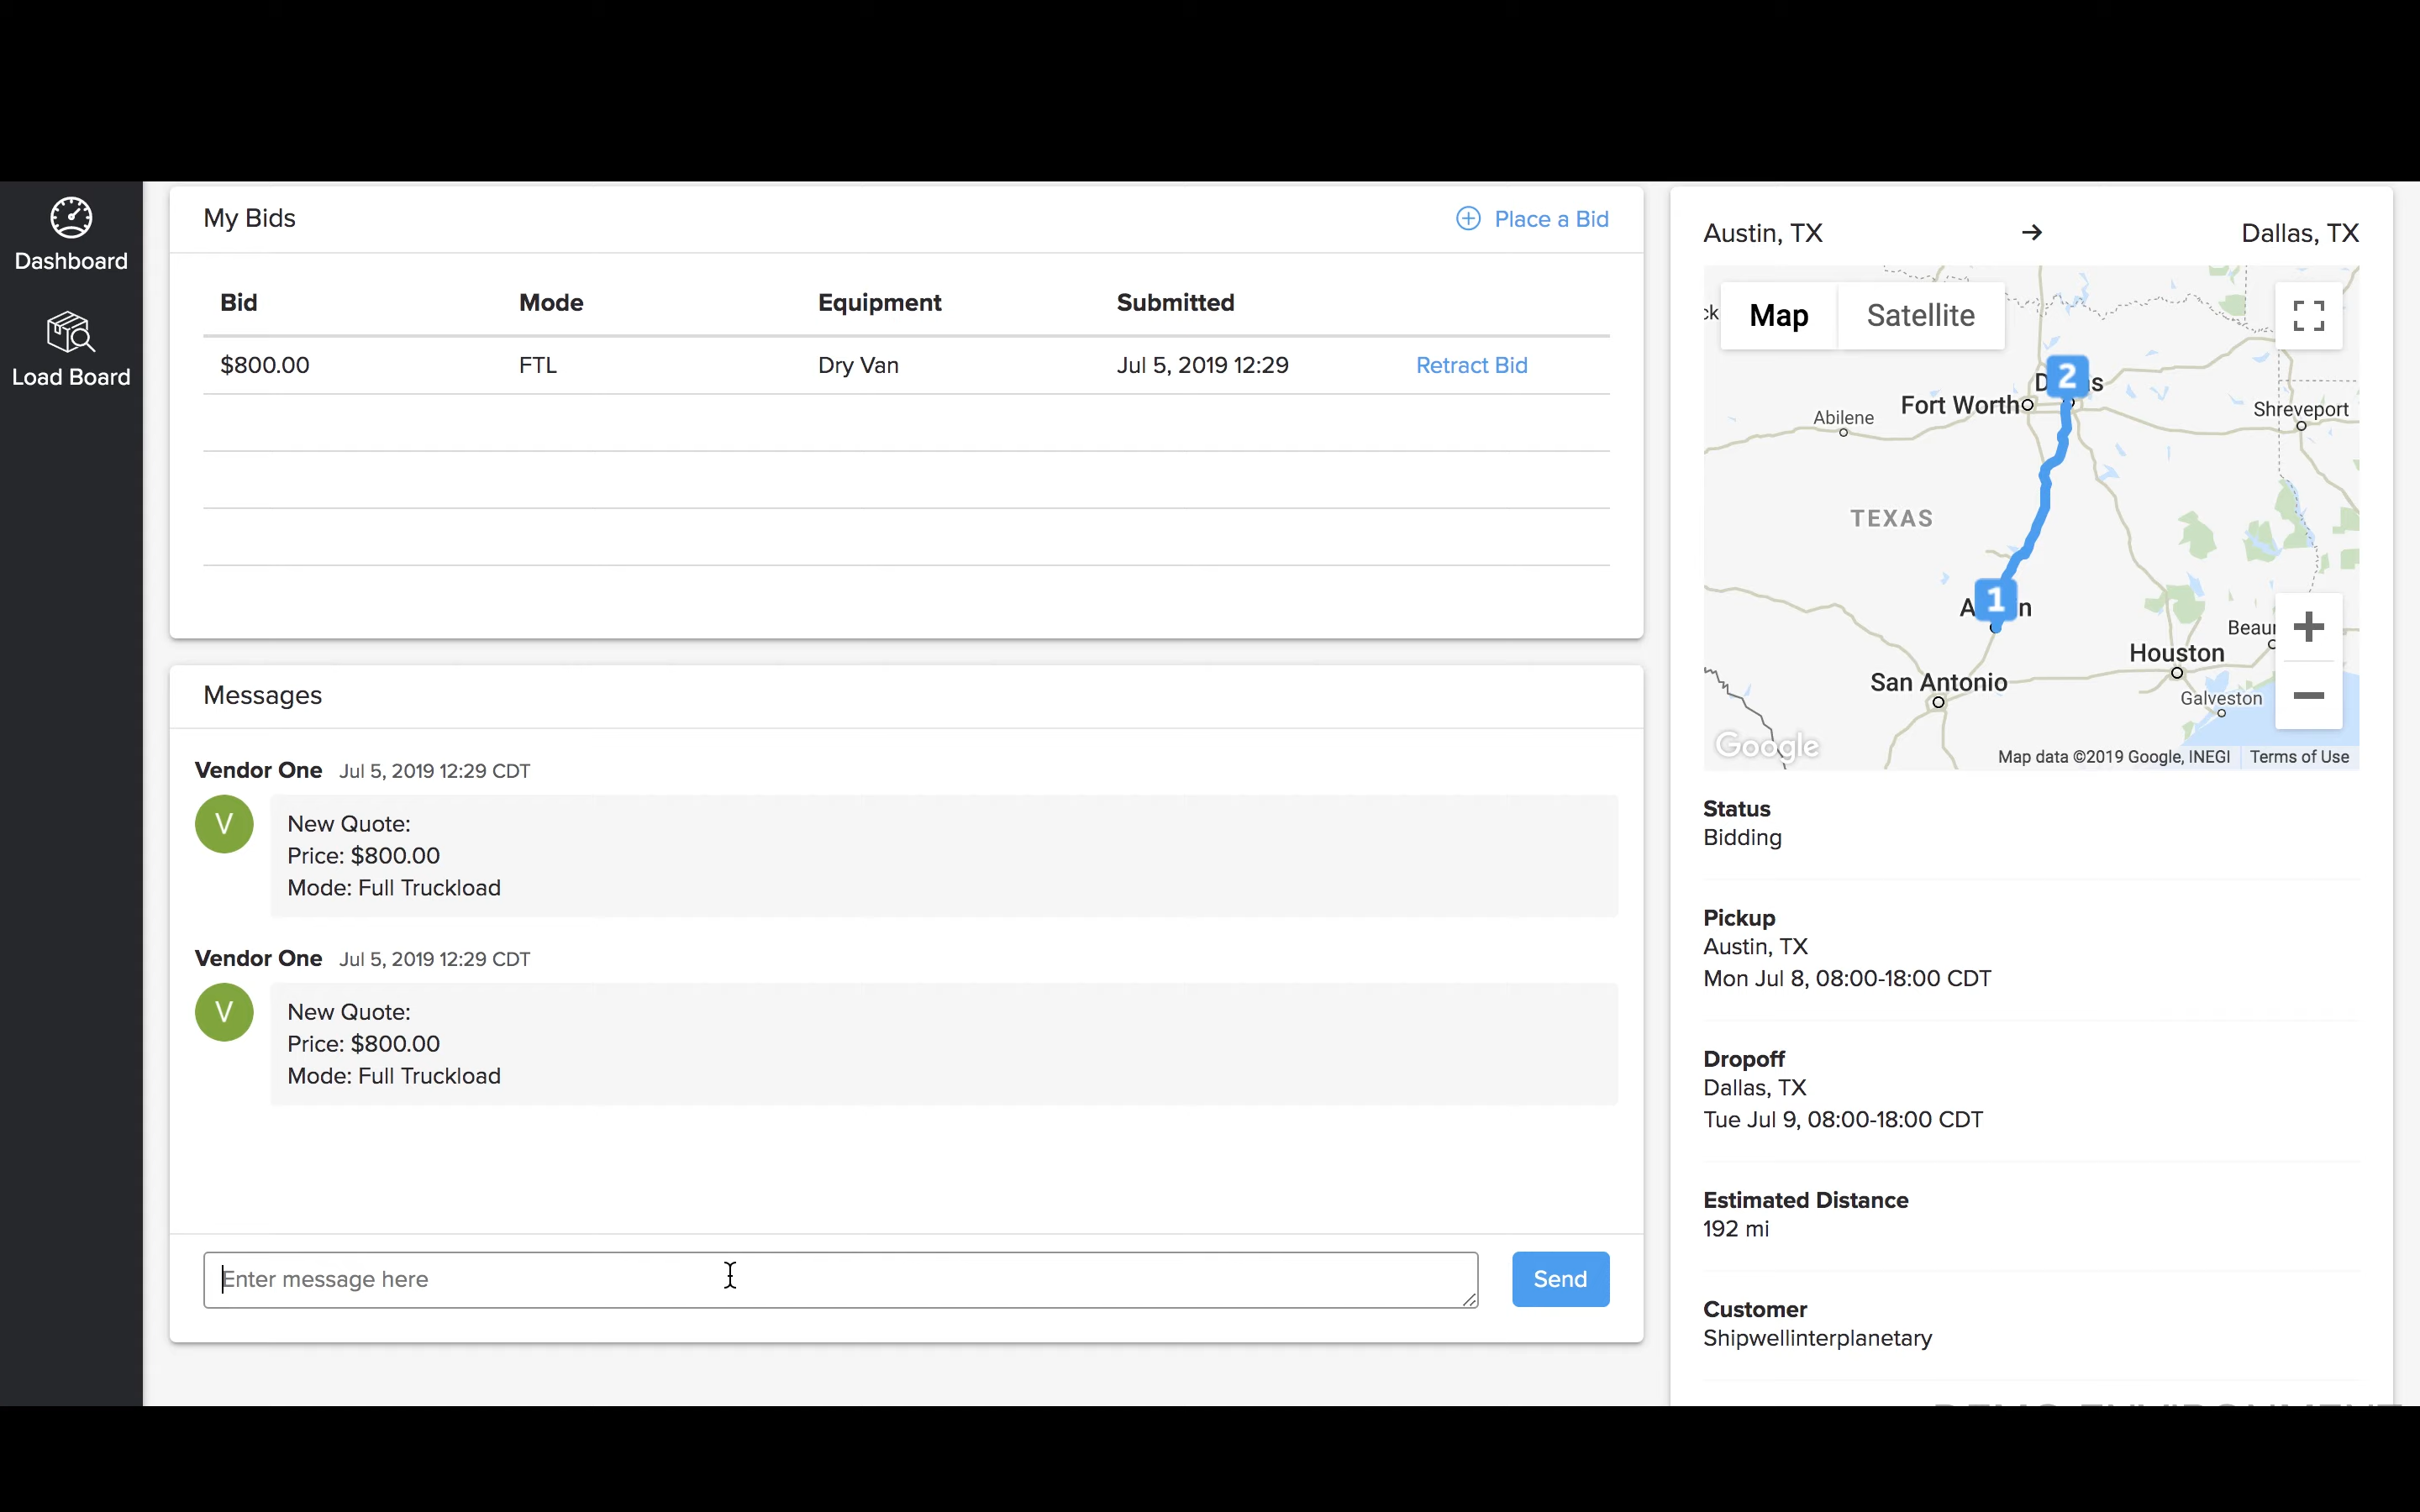 Dashboard
Load Board
My Bids
Place a Bid
Bid Mode Equipment Submitted
$800.00 FTL Dry Van Jul 5, 2019 12:29 Retract Bid
Messages
Vendor One Jul 5, 2019 12:29 CDT
V
New Quote:
Price: $800.00
Mode: Full Truckload
Vendor One Jul 5, 2019 12:29 CDT
V
New Quote:
Price: $800.00
Mode: Full Truckload
Enter message here
Send
Austin, TX → Dallas, TX
Map Satellite
2
Fort Worth
Abilene
Shreveport
TEXAS
1
Houston
San Antonio
Galveston
Google
Map data ©2019 Google, INEGI Terms of Use
Status
Bidding
Pickup
Austin, TX
Mon Jul 8, 08:00-18:00 CDT
Dropoff
Dallas, TX
Tue Jul 9, 08:00-18:00 CDT
Estimated Distance
192 mi
Customer
Shipwellinterplanetary